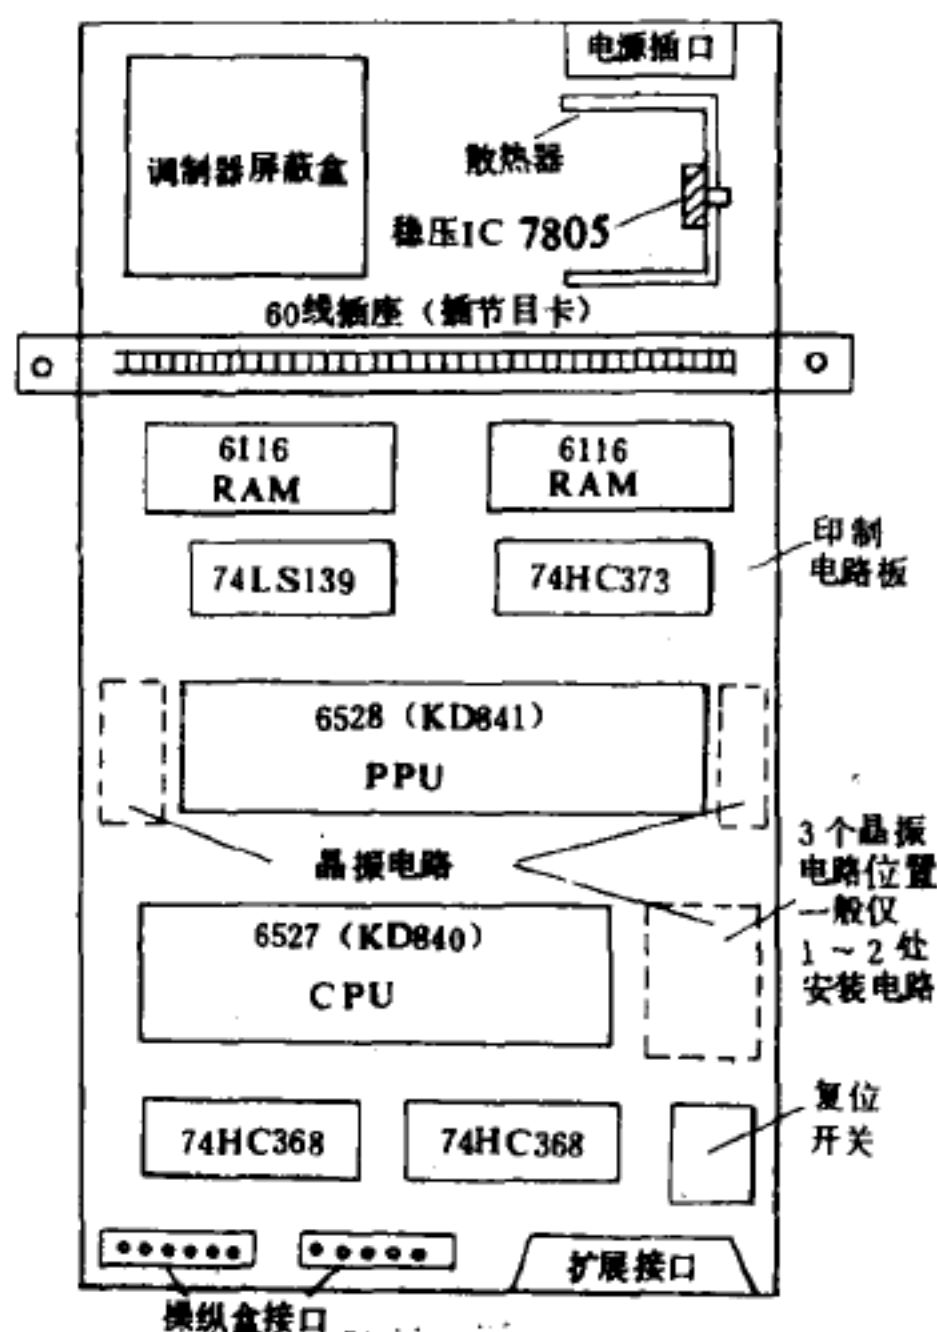 电源插口
调制器屏蔽盒
散热器
稳压IC 7805
60线插座（插节目卡）
6116
RAM
6116
RAM
印制
电路板
74LS139
74HC373
6528（KD841）
PPU
晶振电路
3个晶振
电路位置
一般仅
1～2处
安装电路
6527（KD840）
CPU
复位
开关
74HC368
74HC368
扩展接口
操纵盒接口